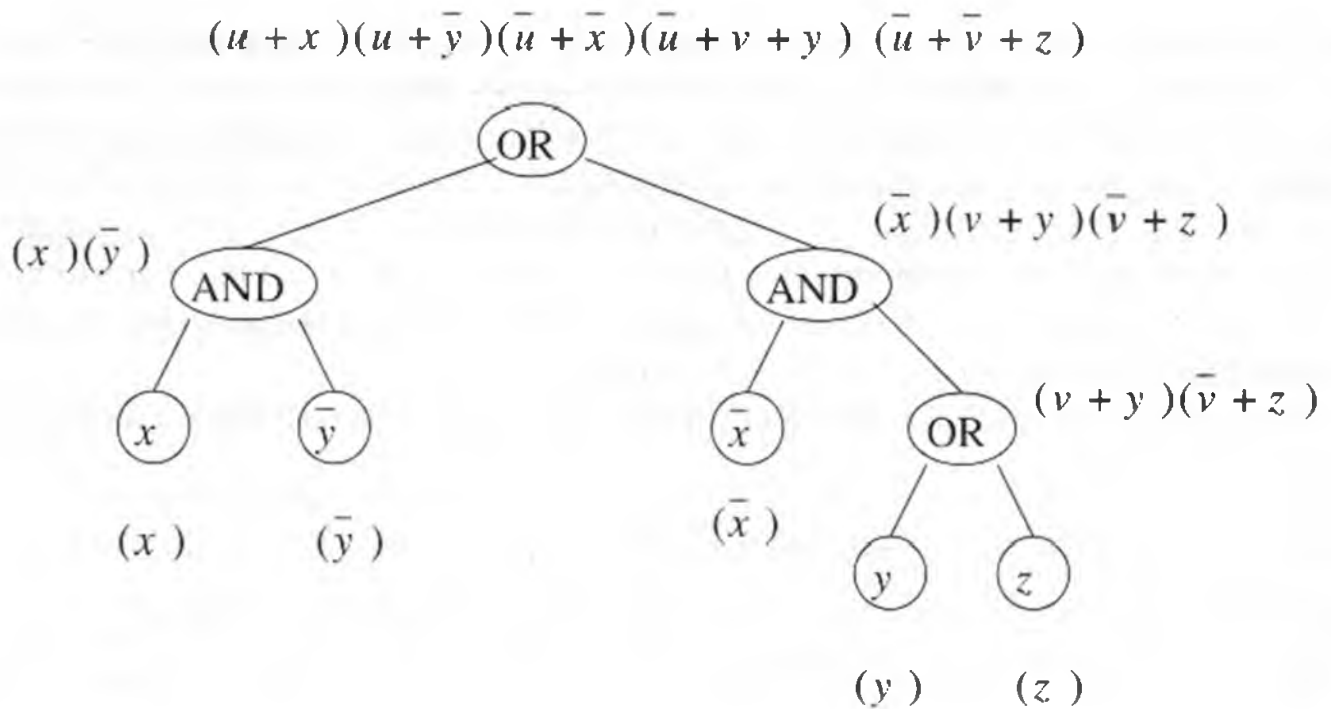 (u + x )(u + ȳ )(ū + x̄ )(ū + v + y ) (ū + v̄ + z )
OR
(x )(ȳ )
(x̄ )(v + y )(v̄ + z )
AND
AND
(v + y )(v̄ + z )
x
ȳ
x̄
OR
(x )
(ȳ )
(x̄ )
y
z
(y )
(z )